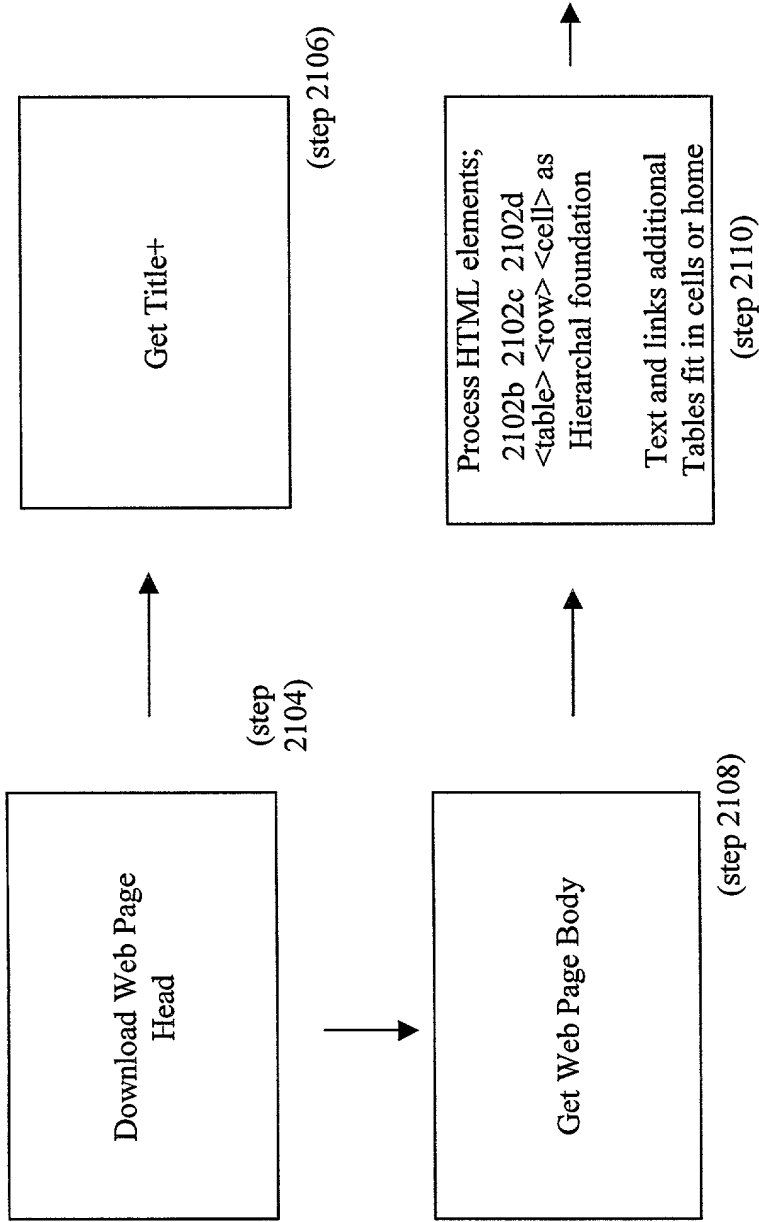 Download Web Page
Head
(step
2104)
Get Title+
(step 2106)
Get Web Page Body
(step 2108)
Process HTML elements;
2102b 2102c 2102d
<table> <row> <cell> as
Hierarchal foundation
Text and links additional
Tables fit in cells or home
(step 2110)